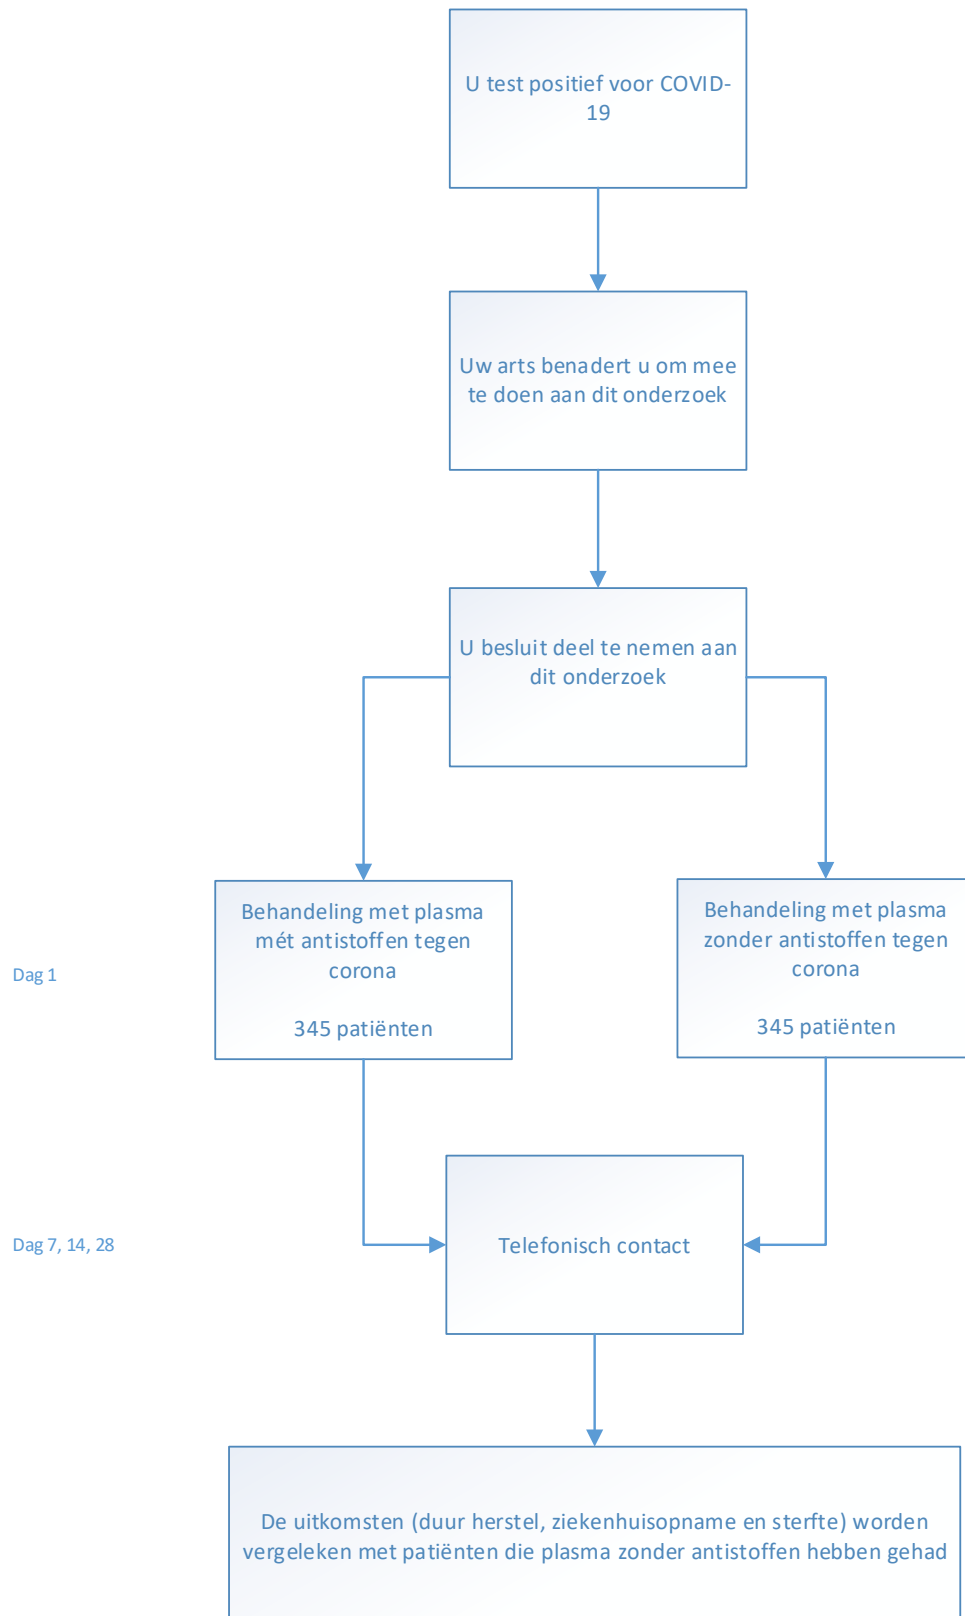 U test positief voor COVID-
19
Uw arts benadert u om mee
te doen aan dit onderzoek
U besluit deel te nemen aan
dit onderzoek
Dag 1
Behandeling met plasma
mét antistoffen tegen
corona
345 patiënten
Behandeling met plasma
zonder antistoffen tegen
corona
345 patiënten
Dag 7, 14, 28
Telefonisch contact
De uitkomsten (duur herstel, ziekenhuisopname en sterfte) worden
vergeleken met patiënten die plasma zonder antistoffen hebben gehad